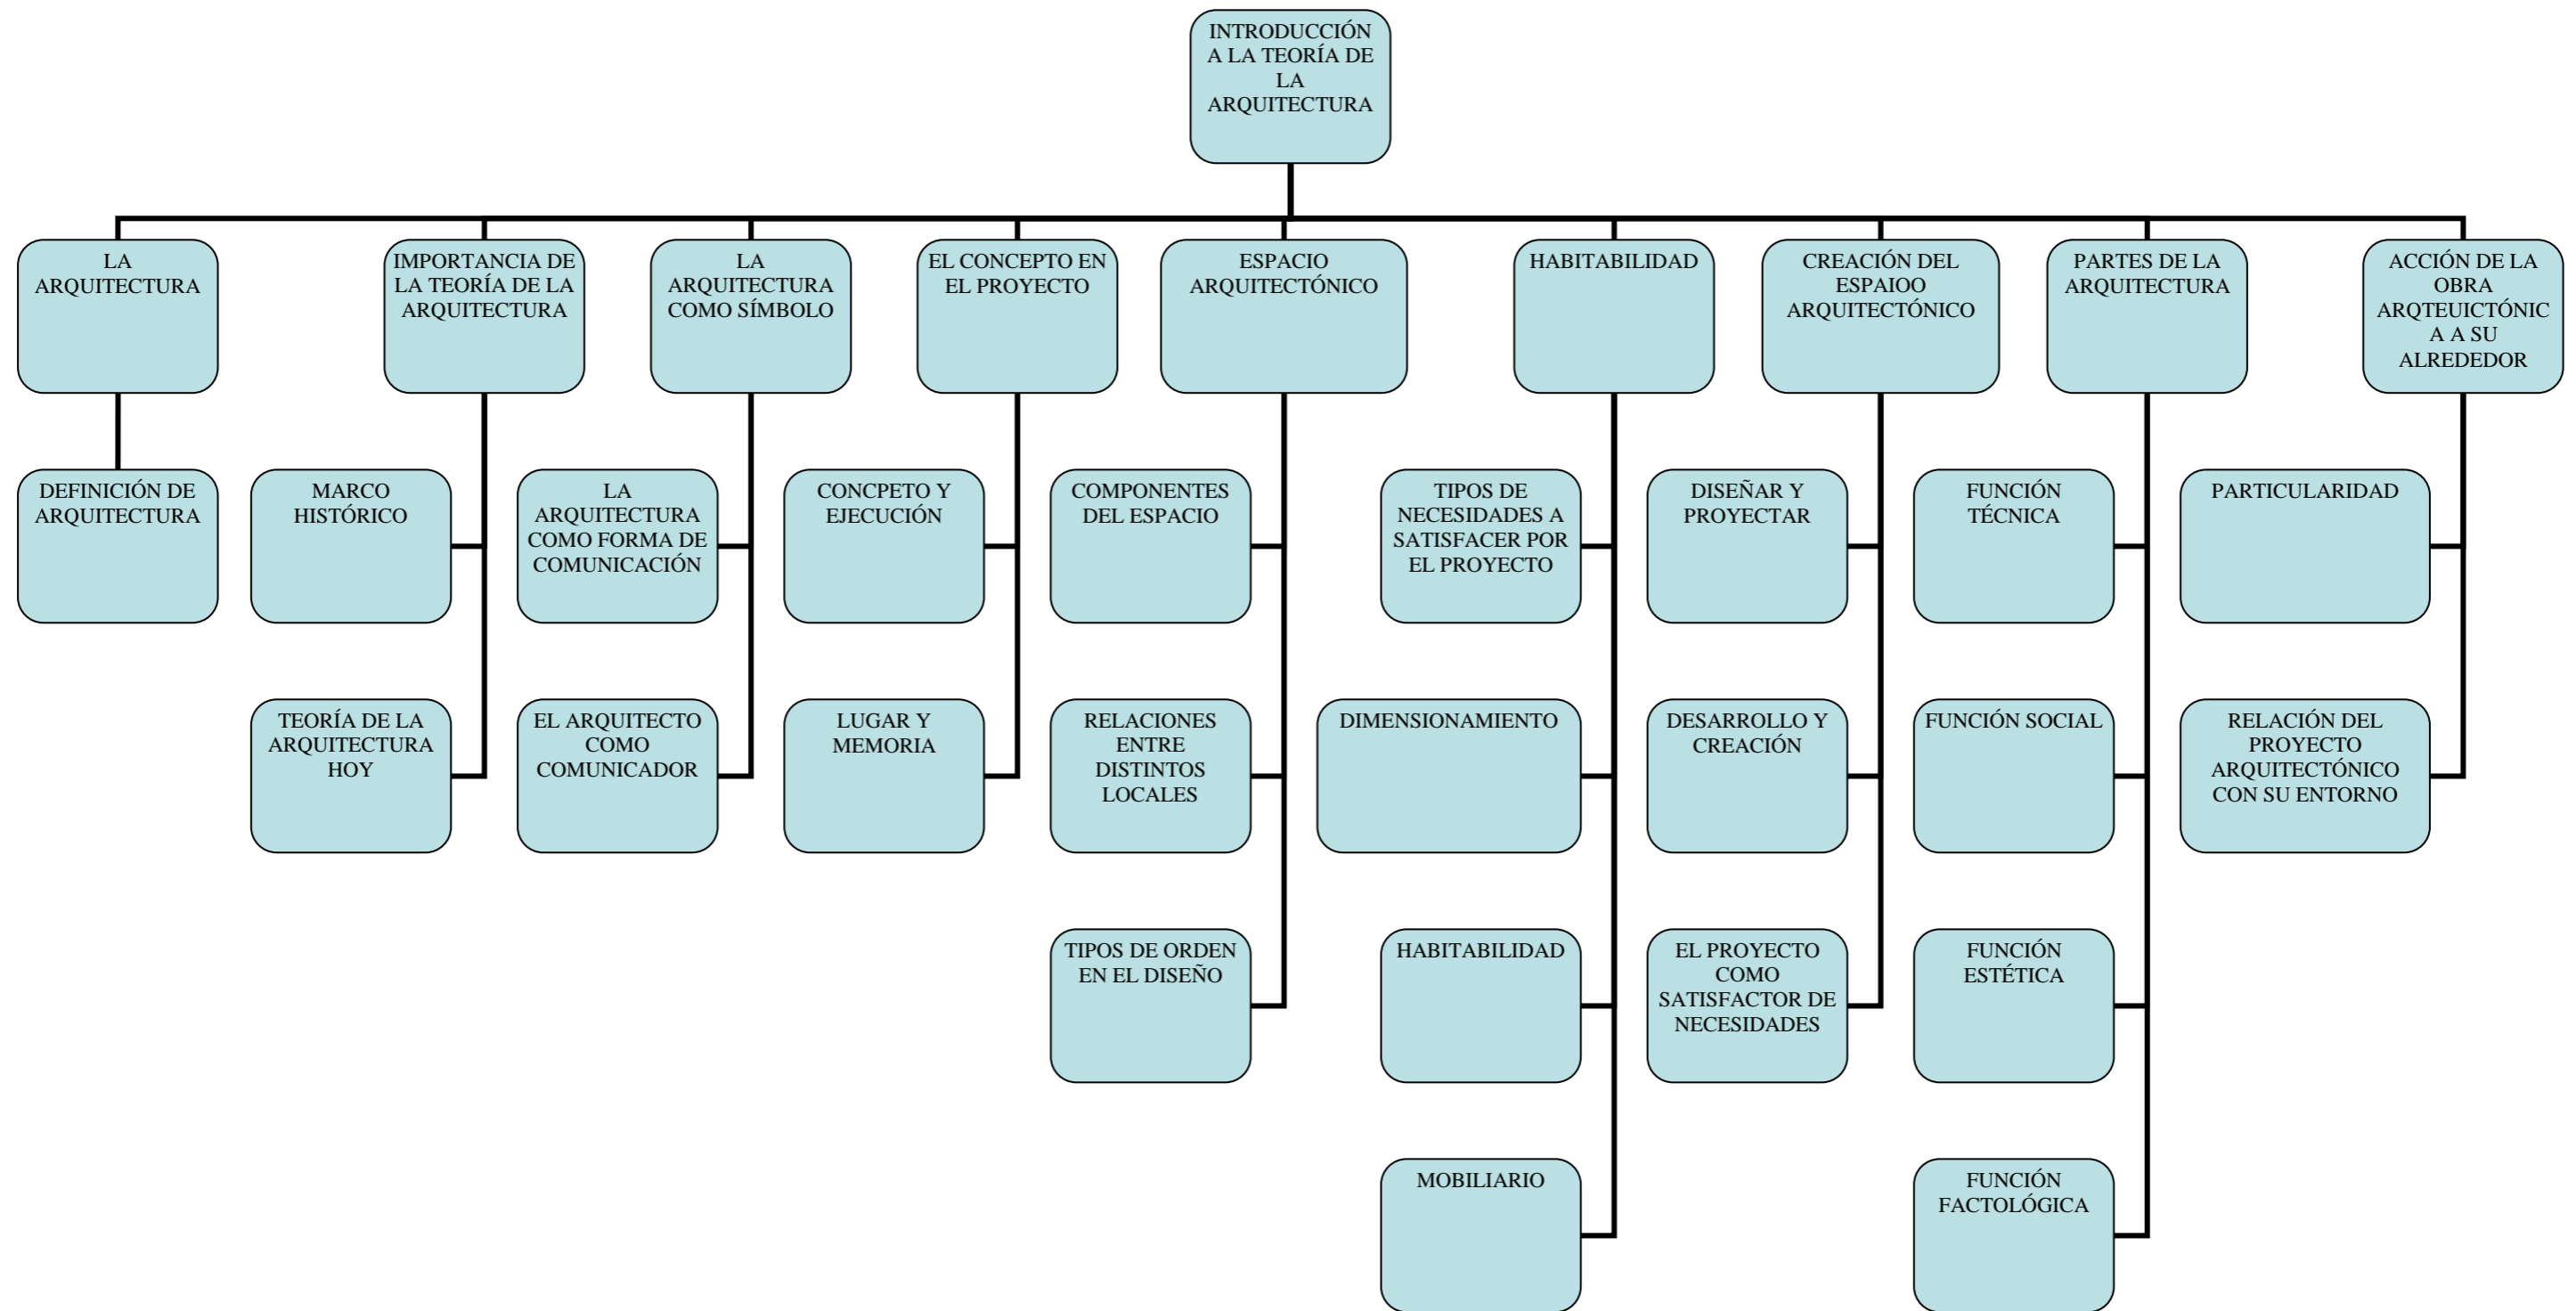 INTRODUCCIÓN
A LA TEORÍA DE
LA
ARQUITECTURA
LA
ARQUITECTURA
IMPORTANCIA DE
LA TEORÍA DE LA
ARQUITECTURA
LA
ARQUITECTURA
COMO SÍMBOLO
EL CONCEPTO EN
EL PROYECTO
ESPACIO
ARQUITECTÓNICO
HABITABILIDAD
CREACIÓN DEL
ESPAIOO
ARQUITECTÓNICO
PARTES DE LA
ARQUITECTURA
ACCIÓN DE LA
OBRA
ARQTEUICTÓNIC
A A SU
ALREDEDOR
DEFINICIÓN DE
ARQUITECTURA
MARCO
HISTÓRICO
LA
ARQUITECTURA
COMO FORMA DE
COMUNICACIÓN
CONCPETO Y
EJECUCIÓN
COMPONENTES
DEL ESPACIO
TIPOS DE
NECESIDADES A
SATISFACER POR
EL PROYECTO
DISEÑAR Y
PROYECTAR
FUNCIÓN
TÉCNICA
PARTICULARIDAD
TEORÍA DE LA
ARQUITECTURA
HOY
EL ARQUITECTO
COMO
COMUNICADOR
LUGAR Y
MEMORIA
RELACIONES
ENTRE
DISTINTOS
LOCALES
DIMENSIONAMIENTO
DESARROLLO Y
CREACIÓN
FUNCIÓN SOCIAL
RELACIÓN DEL
PROYECTO
ARQUITECTÓNICO
CON SU ENTORNO
TIPOS DE ORDEN
EN EL DISEÑO
HABITABILIDAD
EL PROYECTO
COMO
SATISFACTOR DE
NECESIDADES
FUNCIÓN
ESTÉTICA
MOBILIARIO
FUNCIÓN
FACTOLÓGICA